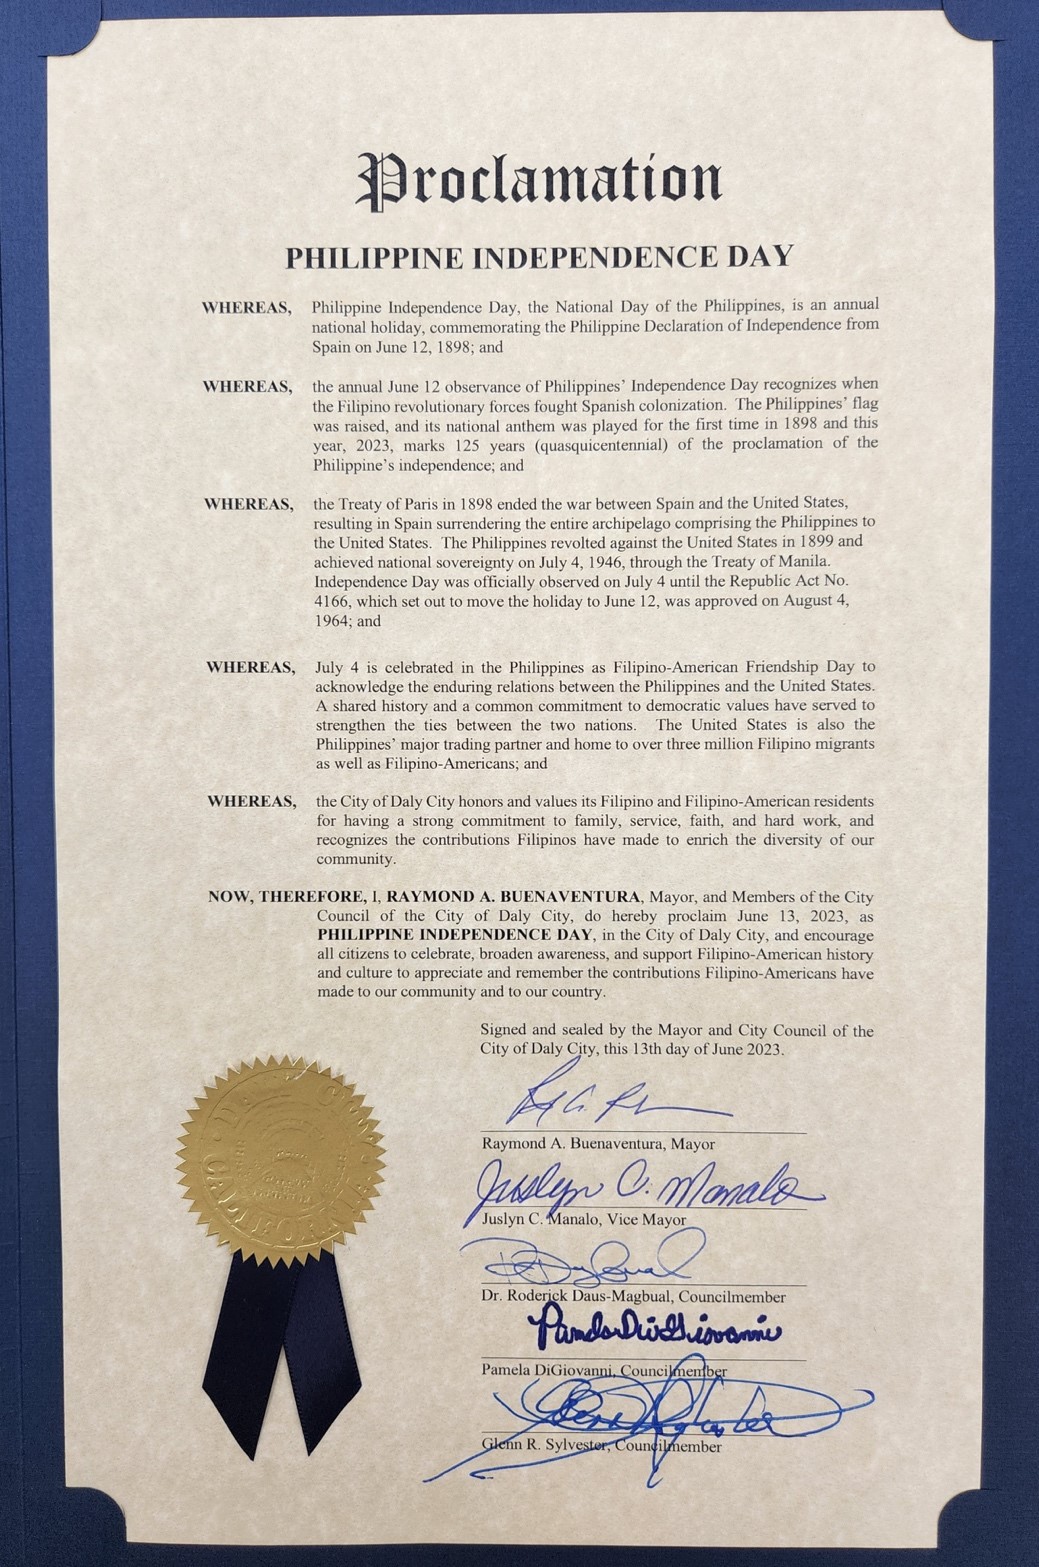 Proclamation
PHILIPPINE INDEPENDENCE DAY
WHEREAS, Philippine Independence Day, the National Day of the Philippines, is an annual
national holiday, commemorating the Philippine Declaration of Independence from
Spain on June 12, 1898; and
WHEREAS, the annual June 12 observance of Philippines' Independence Day recognizes when
the Filipino revolutionary forces fought Spanish colonization. The Philippines' flag
was raised, and its national anthem was played for the first time in 1898 and this
year, 2023, marks 125 years (quasquicentennial) of the proclamation of the
Philippine's independence; and
WHEREAS, the Treaty of Paris in 1898 ended the war between Spain and the United States,
resulting in Spain surrendering the entire archipelago comprising the Philippines to
the United States. The Philippines revolted against the United States in 1899 and
achieved national sovereignty on July 4, 1946, through the Treaty of Manila.
Independence Day was officially observed on July 4 until the Republic Act No.
4166, which set out to move the holiday to June 12, was approved on August 4,
1964; and
WHEREAS, July 4 is celebrated in the Philippines as Filipino-American Friendship Day to
acknowledge the enduring relations between the Philippines and the United States.
A shared history and a common commitment to democratic values have served to
strengthen the ties between the two nations. The United States is also the
Philippines' major trading partner and home to over three million Filipino migrants
as well as Filipino-Americans; and
WHEREAS, the City of Daly City honors and values its Filipino and Filipino-American residents
for having a strong commitment to family, service, faith, and hard work, and
recognizes the contributions Filipinos have made to enrich the diversity of our
community.
NOW, THEREFORE, I, RAYMOND A. BUENAVENTURA, Mayor, and Members of the City
Council of the City of Daly City, do hereby proclaim June 13, 2023, as
PHILIPPINE INDEPENDENCE DAY, in the City of Daly City, and encourage
all citizens to celebrate, broaden awareness, and support Filipino-American history
and culture to appreciate and remember the contributions Filipino-Americans have
made to our community and to our country.
Signed and sealed by the Mayor and City Council of the
City of Daly City, this 13th day of June 2023.
Raymond A. Buenaventura, Mayor
Juslyn C. Manalo
Juslyn C. Manalo, Vice Mayor
Dr. Roderick Daus-Magbual, Councilmember
Pamela DiGiovanni
Pamela DiGiovanni, Councilmember
Glenn R. Sylvester, Councilmember
CALIFORNIA